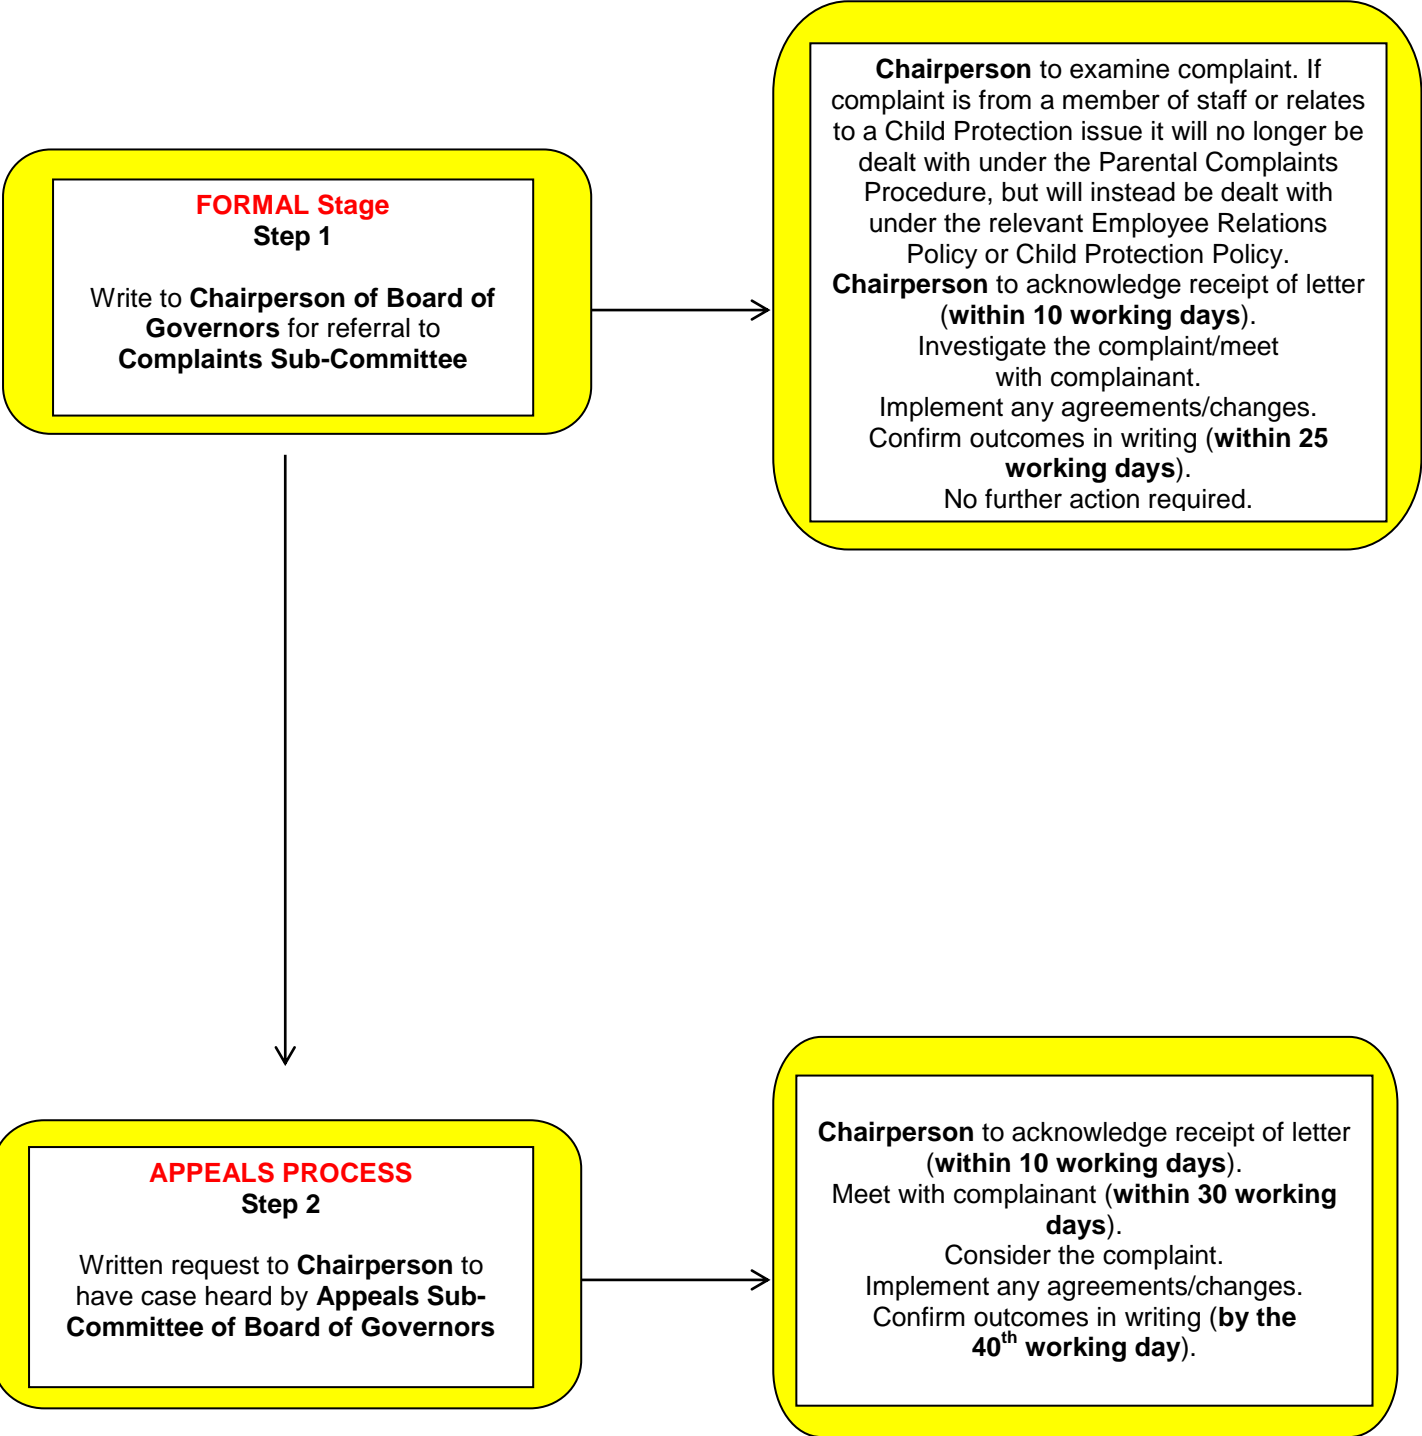 FORMAL Stage
Step 1
Write to Chairperson of Board of
Governors for referral to
Complaints Sub-Committee
Chairperson to examine complaint. If
complaint is from a member of staff or relates
to a Child Protection issue it will no longer be
dealt with under the Parental Complaints
Procedure, but will instead be dealt with
under the relevant Employee Relations
Policy or Child Protection Policy.
Chairperson to acknowledge receipt of letter
(within 10 working days).
Investigate the complaint/meet
with complainant.
Implement any agreements/changes.
Confirm outcomes in writing (within 25
working days).
No further action required.
APPEALS PROCESS
Step 2
Written request to Chairperson to
have case heard by Appeals Sub-
Committee of Board of Governors
Chairperson to acknowledge receipt of letter
(within 10 working days).
Meet with complainant (within 30 working
days).
Consider the complaint.
Implement any agreements/changes.
Confirm outcomes in writing (by the
40th working day).